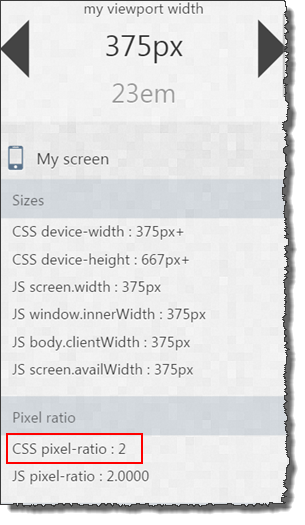 my viewport width
375px
23em
My screen
Sizes
CSS device-width : 375px+
CSS device-height : 667px+
JS screen.width : 375px
JS window.innerWidth : 375px
JS body.clientWidth : 375px
JS screen.availWidth : 375px
Pixel ratio
CSS pixel-ratio : 2
JS pixel-ratio : 2.0000